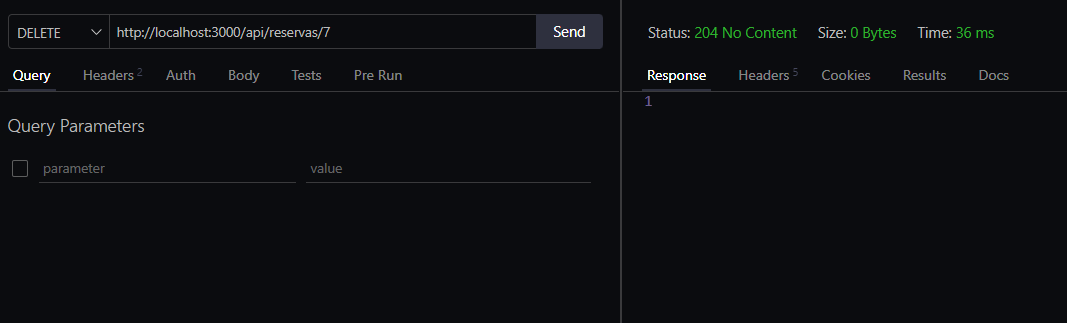 DELETE http://localhost:3000/api/reservas/7 Send
Query Headers 2 Auth Body Tests Pre Run
Query Parameters
parameter value
Status: 204 No Content Size: 0 Bytes Time: 36 ms
Response Headers 5 Cookies Results Docs
1